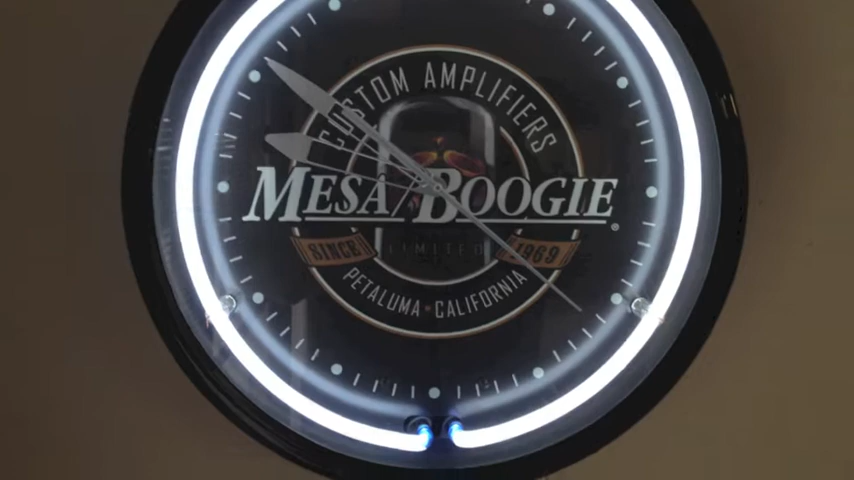 CUSTOM AMPLIFIERS
MESA/BOOGIE®
SINCE LIMITED 1969
PETALUMA • CALIFORNIA